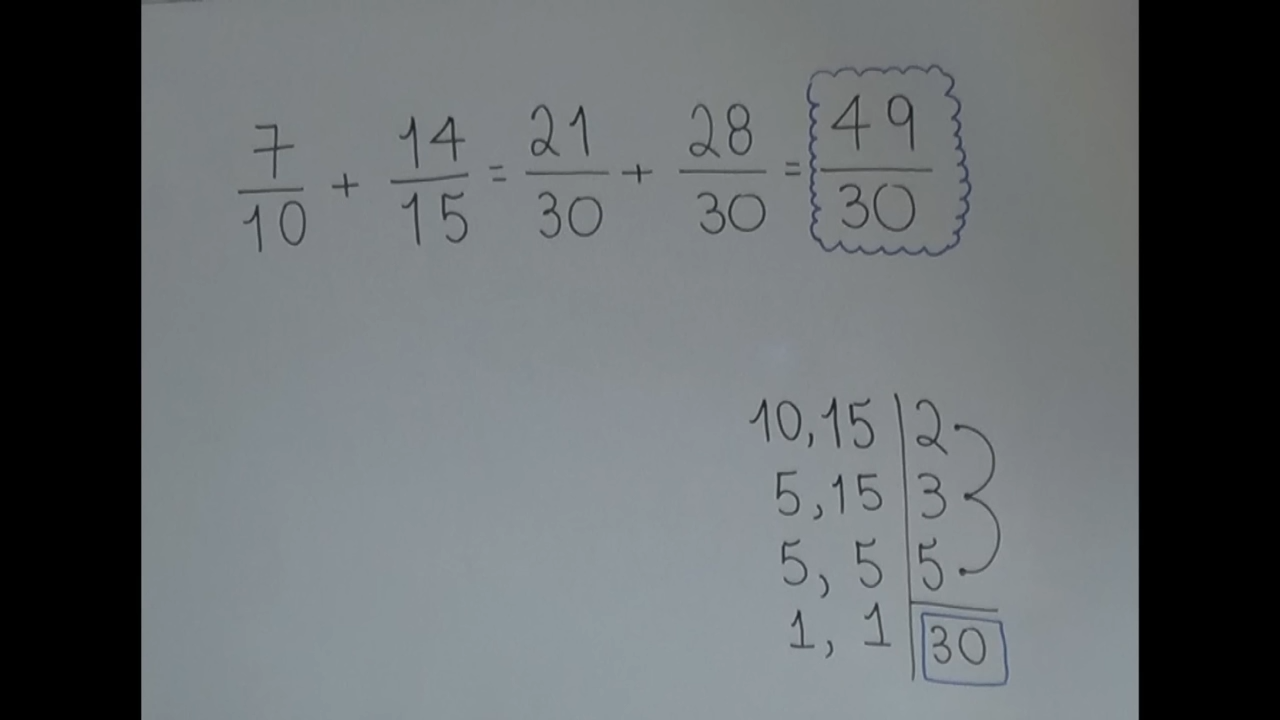 7/10 + 14/15 = 21/30 + 28/30 = 49/30
10,15 | 2
5,15 | 3
5, 5 | 5
1, 1 | 30